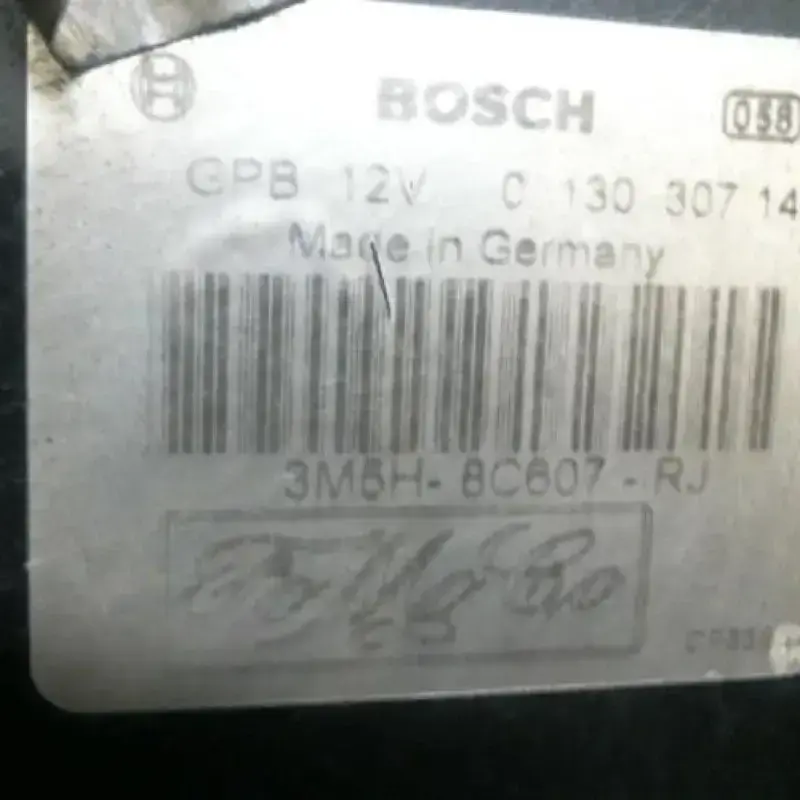 BOSCH 058
GPB 12V 0 130 307 14
Made in Germany
3M5H-8C607-RJ